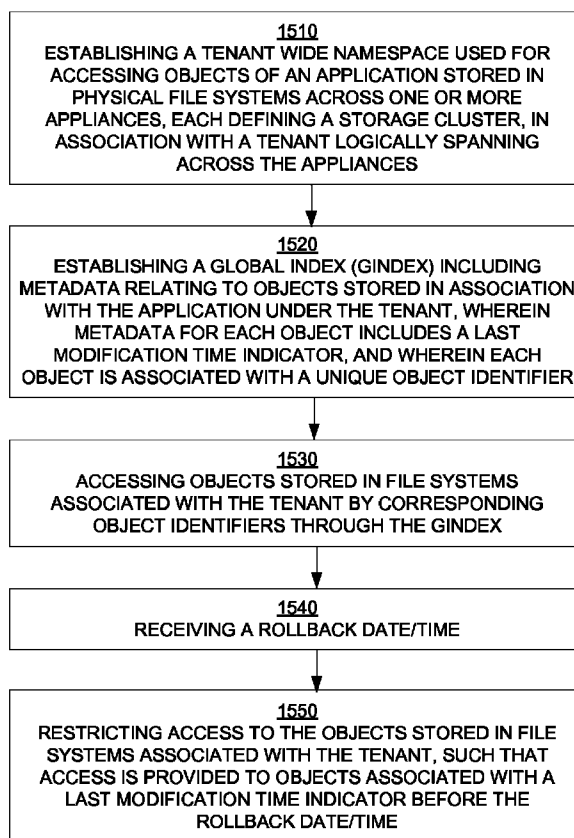 1510
ESTABLISHING A TENANT WIDE NAMESPACE USED FOR
ACCESSING OBJECTS OF AN APPLICATION STORED IN
PHYSICAL FILE SYSTEMS ACROSS ONE OR MORE
APPLIANCES, EACH DEFINING A STORAGE CLUSTER, IN
ASSOCIATION WITH A TENANT LOGICALLY SPANNING
ACROSS THE APPLIANCES
1520
ESTABLISHING A GLOBAL INDEX (GINDEX) INCLUDING
METADATA RELATING TO OBJECTS STORED IN ASSOCIATION
WITH THE APPLICATION UNDER THE TENANT, WHEREIN
METADATA FOR EACH OBJECT INCLUDES A LAST
MODIFICATION TIME INDICATOR, AND WHEREIN EACH
OBJECT IS ASSOCIATED WITH A UNIQUE OBJECT IDENTIFIER
1530
ACCESSING OBJECTS STORED IN FILE SYSTEMS
ASSOCIATED WITH THE TENANT BY CORRESPONDING
OBJECT IDENTIFIERS THROUGH THE GINDEX
1540
RECEIVING A ROLLBACK DATE/TIME
1550
RESTRICTING ACCESS TO THE OBJECTS STORED IN FILE
SYSTEMS ASSOCIATED WITH THE TENANT, SUCH THAT
ACCESS IS PROVIDED TO OBJECTS ASSOCIATED WITH A
LAST MODIFICATION TIME INDICATOR BEFORE THE
ROLLBACK DATE/TIME